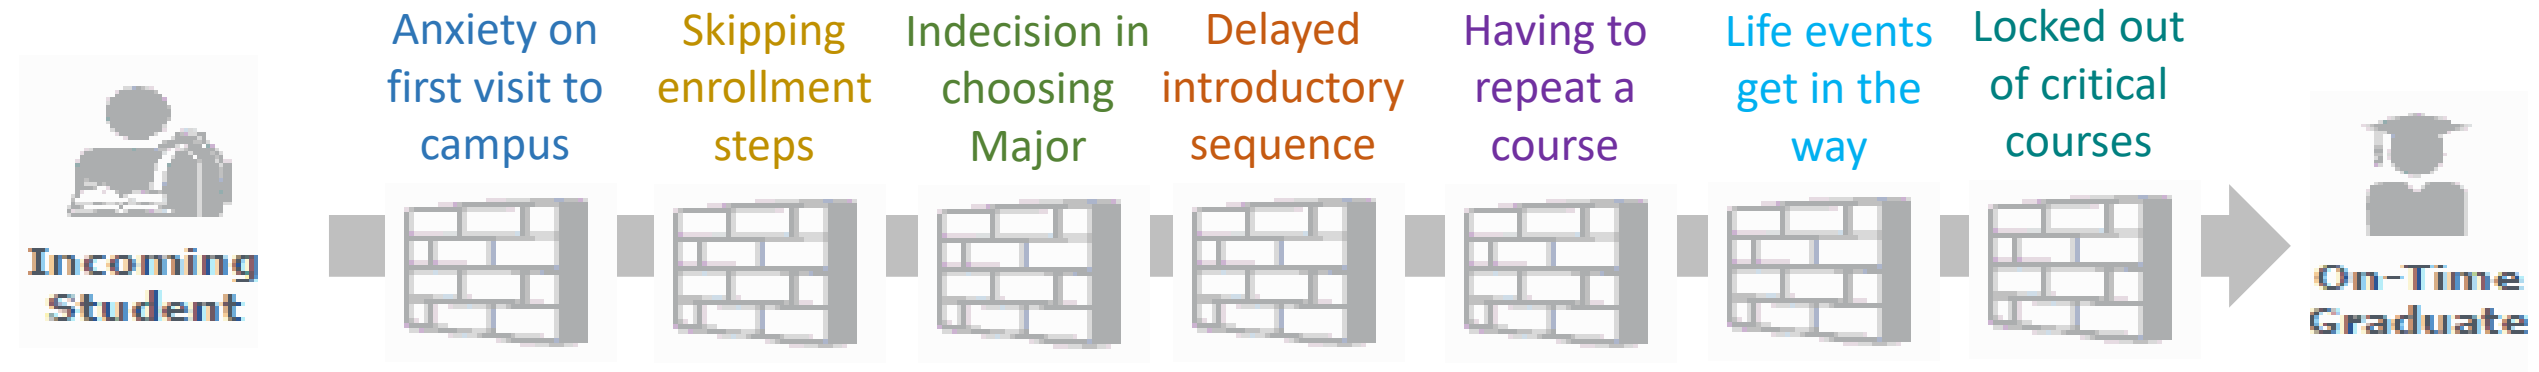 Incoming
Student
Anxiety on
first visit to
campus
Skipping
enrollment
steps
Indecision in
choosing
Major
Delayed
introductory
sequence
Having to
repeat a
course
Life events
get in the
way
Locked out
of critical
courses
On-Time
Graduate